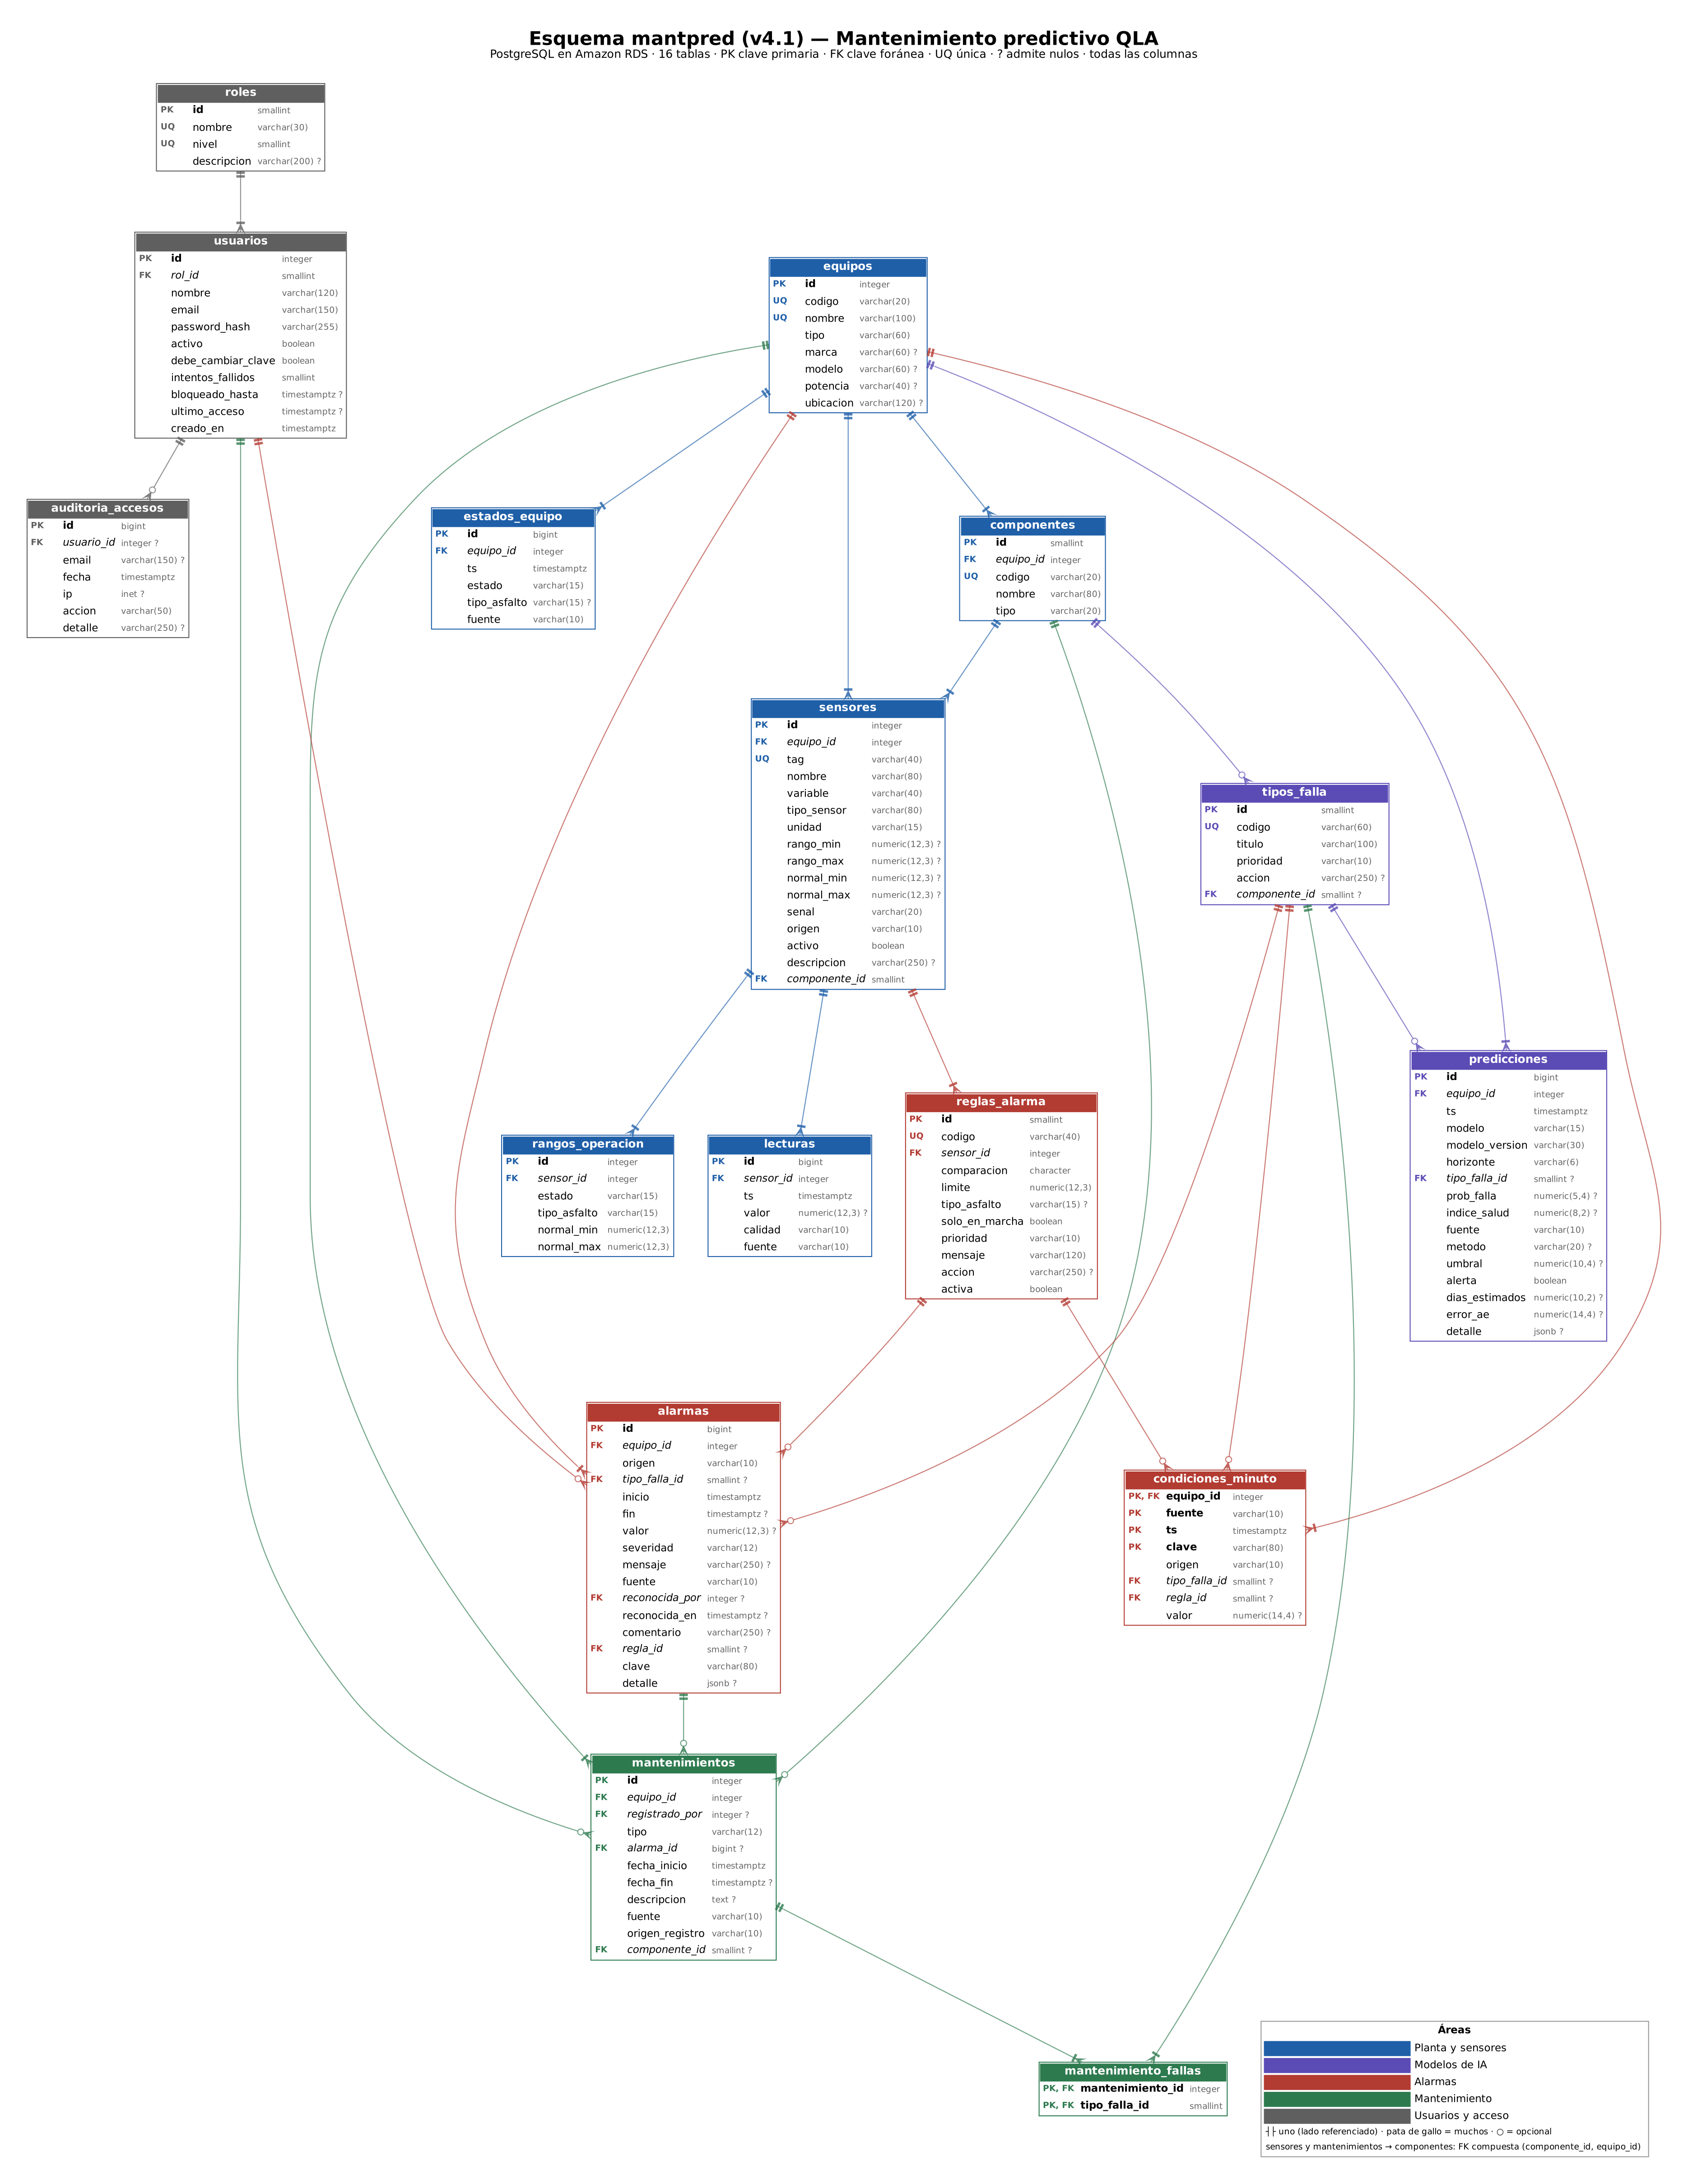 Esquema mantpred (v4.1) — Mantenimiento predictivo QLA
PostgreSQL en Amazon RDS · 16 tablas · PK clave primaria · FK clave foránea · UQ única · ? admite nulos · todas las columnas
roles
PK id smallint
UQ nombre varchar(30)
UQ nivel smallint
descripcion varchar(200) ?
usuarios
PK id integer
FK rol_id smallint
nombre varchar(120)
email varchar(150)
password_hash varchar(255)
activo boolean
debe_cambiar_clave boolean
intentos_fallidos smallint
bloqueado_hasta timestamptz ?
ultimo_acceso timestamptz ?
creado_en timestamptz
equipos
PK id integer
UQ codigo varchar(20)
UQ nombre varchar(100)
tipo varchar(60)
marca varchar(60) ?
modelo varchar(60) ?
potencia varchar(40) ?
ubicacion varchar(120) ?
auditoria_accesos
PK id bigint
FK usuario_id integer ?
email varchar(150) ?
fecha timestamptz
ip inet ?
accion varchar(50)
detalle varchar(250) ?
estados_equipo
PK id bigint
FK equipo_id integer
ts timestamptz
estado varchar(15)
tipo_asfalto varchar(15) ?
fuente varchar(10)
componentes
PK id smallint
FK equipo_id integer
UQ codigo varchar(20)
nombre varchar(80)
tipo varchar(20)
sensores
PK id integer
FK equipo_id integer
UQ tag varchar(40)
nombre varchar(80)
variable varchar(40)
tipo_sensor varchar(80)
unidad varchar(15)
rango_min numeric(12,3) ?
rango_max numeric(12,3) ?
normal_min numeric(12,3) ?
normal_max numeric(12,3) ?
senal varchar(20)
origen varchar(10)
activo boolean
descripcion varchar(250) ?
FK componente_id smallint
tipos_falla
PK id smallint
UQ codigo varchar(60)
titulo varchar(100)
prioridad varchar(10)
accion varchar(250) ?
FK componente_id smallint ?
predicciones
PK id bigint
FK equipo_id integer
ts timestamptz
modelo varchar(15)
modelo_version varchar(30)
horizonte varchar(6)
FK tipo_falla_id smallint ?
prob_falla numeric(5,4) ?
indice_salud numeric(8,2) ?
fuente varchar(10)
metodo varchar(20) ?
umbral numeric(10,4) ?
alerta boolean
dias_estimados numeric(10,2) ?
error_ae numeric(14,4) ?
detalle jsonb ?
reglas_alarma
PK id smallint
UQ codigo varchar(40)
FK sensor_id integer
comparacion character
limite numeric(12,3)
tipo_asfalto varchar(15) ?
solo_en_marcha boolean
prioridad varchar(10)
mensaje varchar(120)
accion varchar(250) ?
activa boolean
rangos_operacion
PK id integer
FK sensor_id integer
estado varchar(15)
tipo_asfalto varchar(15)
normal_min numeric(12,3)
normal_max numeric(12,3)
lecturas
PK id bigint
FK sensor_id integer
ts timestamptz
valor numeric(12,3) ?
calidad varchar(10)
fuente varchar(10)
alarmas
PK id bigint
FK equipo_id integer
origen varchar(10)
FK tipo_falla_id smallint ?
inicio timestamptz
fin timestamptz ?
valor numeric(12,3) ?
severidad varchar(12)
mensaje varchar(250) ?
fuente varchar(10)
FK reconocida_por integer ?
reconocida_en timestamptz ?
comentario varchar(250) ?
FK regla_id smallint ?
clave varchar(80)
detalle jsonb ?
condiciones_minuto
PK, FK equipo_id integer
PK fuente varchar(10)
PK ts timestamptz
PK clave varchar(80)
origen varchar(10)
FK tipo_falla_id smallint ?
FK regla_id smallint ?
valor numeric(14,4) ?
mantenimientos
PK id integer
FK equipo_id integer
FK registrado_por integer ?
tipo varchar(12)
FK alarma_id bigint ?
fecha_inicio timestamptz
fecha_fin timestamptz ?
descripcion text ?
fuente varchar(10)
origen_registro varchar(10)
FK componente_id smallint ?
mantenimiento_fallas
PK, FK mantenimiento_id integer
PK, FK tipo_falla_id smallint
Áreas
Planta y sensores
Modelos de IA
Alarmas
Mantenimiento
Usuarios y acceso
┤├ uno (lado referenciado) · pata de gallo = muchos · ○ = opcional
sensores y mantenimientos → componentes: FK compuesta (componente_id, equipo_id)